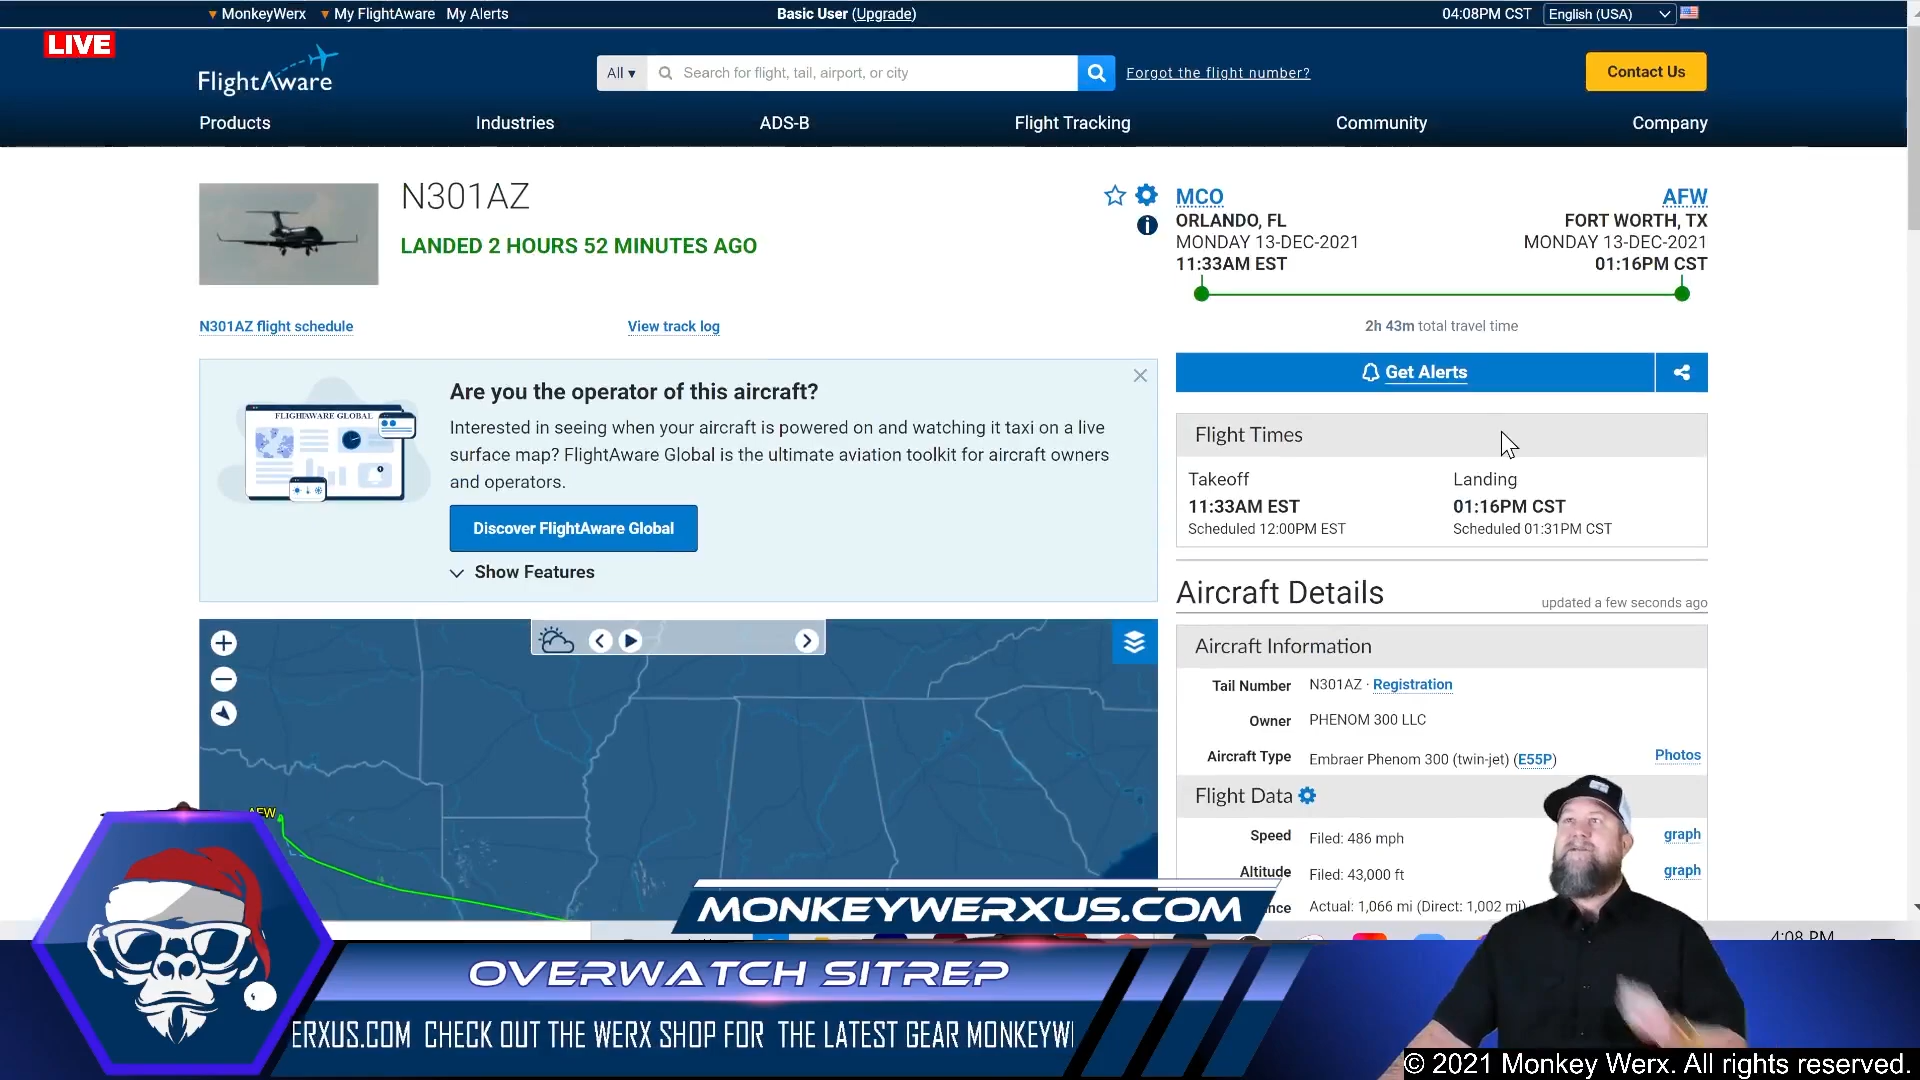 MonkeyWerx My FlightAware My Alerts
Basic User (Upgrade)
04:08PM CST English (USA)
LIVE
FlightAware
All Search for flight, tail, airport, or city
Forgot the flight number?
Contact Us
Products Industries ADS-B Flight Tracking Community Company
N301AZ
LANDED 2 HOURS 52 MINUTES AGO
N301AZ flight schedule
View track log
MCO AFW
ORLANDO, FL FORT WORTH, TX
MONDAY 13-DEC-2021 MONDAY 13-DEC-2021
11:33AM EST 01:16PM CST
2h 43m total travel time
Get Alerts
Are you the operator of this aircraft?
Interested in seeing when your aircraft is powered on and watching it taxi on a live
surface map? FlightAware Global is the ultimate aviation toolkit for aircraft owners
and operators.
FLIGHTAWARE GLOBAL
Discover FlightAware Global
Show Features
Flight Times
Takeoff Landing
11:33AM EST 01:16PM CST
Scheduled 12:00PM EST Scheduled 01:31PM CST
Aircraft Details updated a few seconds ago
Aircraft Information
Tail Number N301AZ · Registration
Owner PHENOM 300 LLC
Aircraft Type Embraer Phenom 300 (twin-jet) (E55P) Photos
Flight Data
Speed Filed: 486 mph graph
Altitude Filed: 43,000 ft graph
Actual: 1,066 mi (Direct: 1,002 mi)
AFW
MONKEYWERXUS.COM
4:08 PM
OVERWATCH SITREP
ERXUS.COM CHECK OUT THE WERX SHOP FOR THE LATEST GEAR MONKEYW
© 2021 Monkey Werx. All rights reserved.